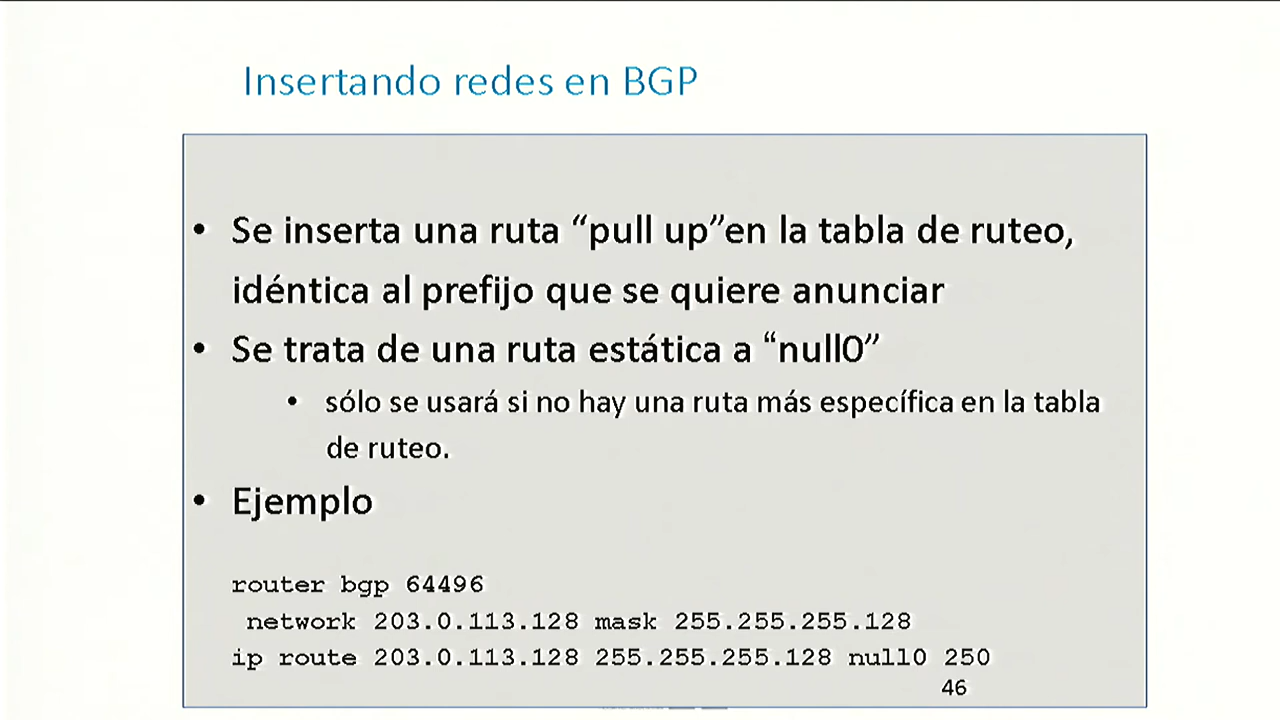 Insertando redes en BGP
• Se inserta una ruta “pull up”en la tabla de ruteo,
idéntica al prefijo que se quiere anunciar
• Se trata de una ruta estática a “null0”
• sólo se usará si no hay una ruta más específica en la tabla
de ruteo.
• Ejemplo
router bgp 64496
network 203.0.113.128 mask 255.255.255.128
ip route 203.0.113.128 255.255.255.128 null0 250
46